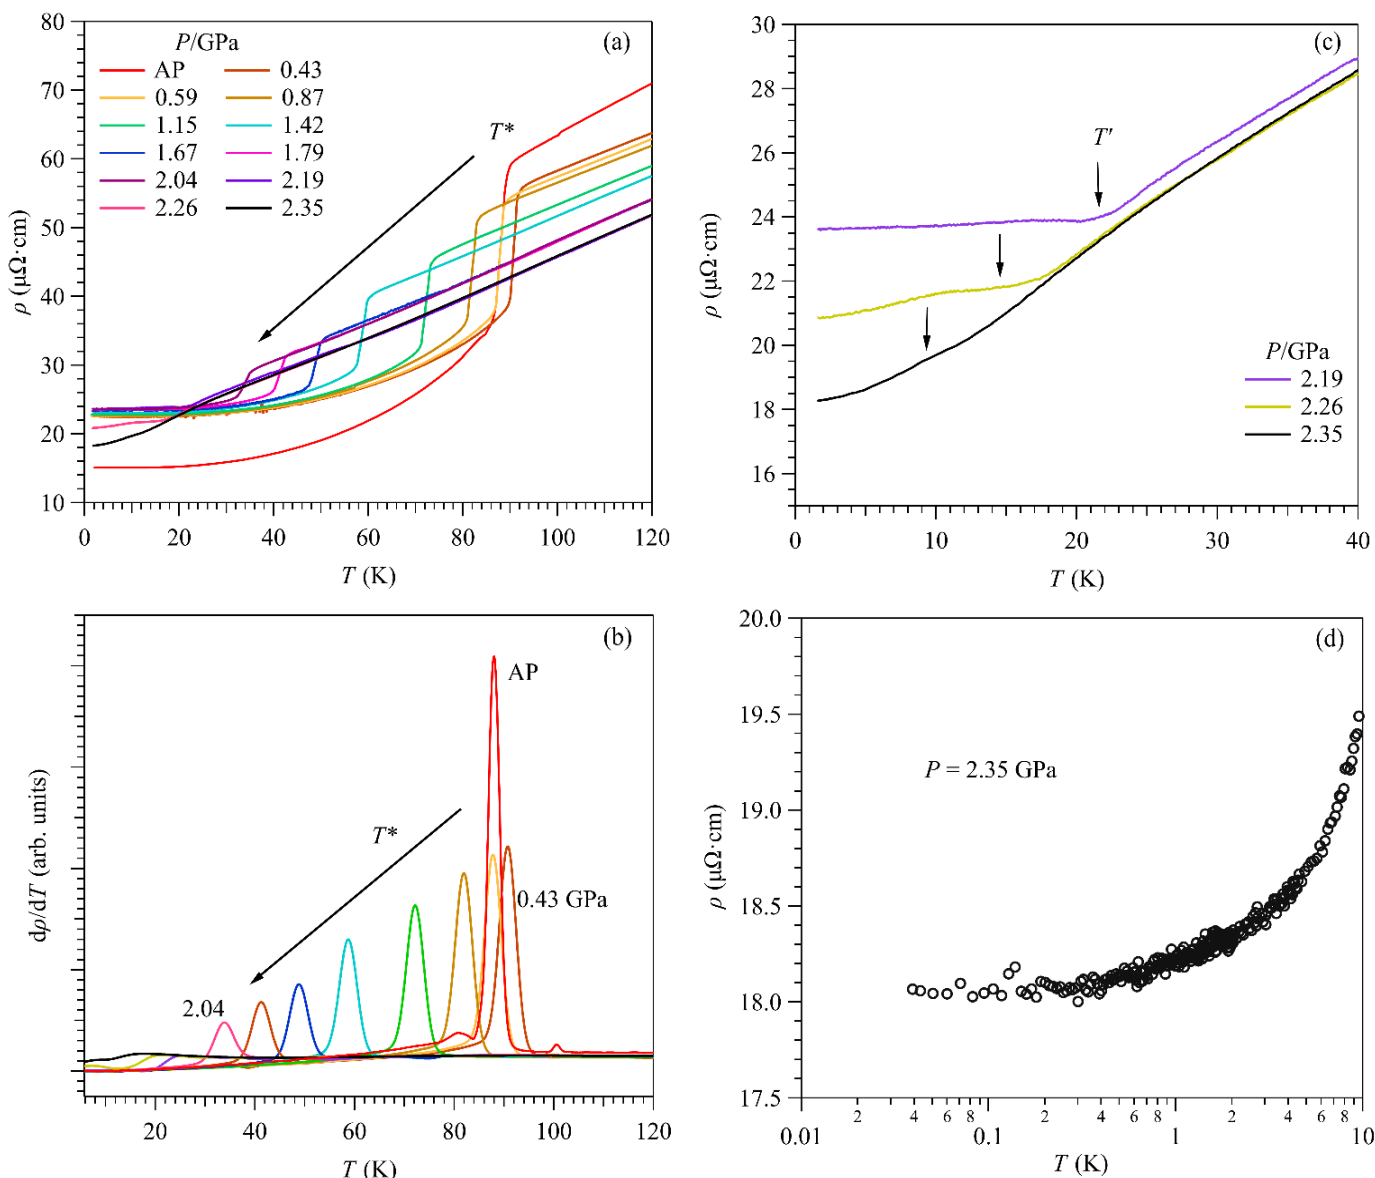 (a)
P/GPa
AP 0.43
0.59 0.87
1.15 1.42
1.67 1.79
2.04 2.19
2.26 2.35
T*
80
70
60
50
40
30
20
10
ρ (μΩ·cm)
0 20 40 60 80 100 120
T (K)
(c)
30
28
26
24
22
20
18
16
ρ (μΩ·cm)
T′
P/GPa
2.19
2.26
2.35
0 10 20 30 40
T (K)
(b)
AP
T*
0.43 GPa
2.04
dρ/dT (arb. units)
20 40 60 80 100 120
T (K)
(d)
20.0
19.5
19.0
18.5
18.0
17.5
ρ (μΩ·cm)
P = 2.35 GPa
4 6 8 2 4 6 8 2 4 6 8
2
0.01 0.1 1 10
T (K)